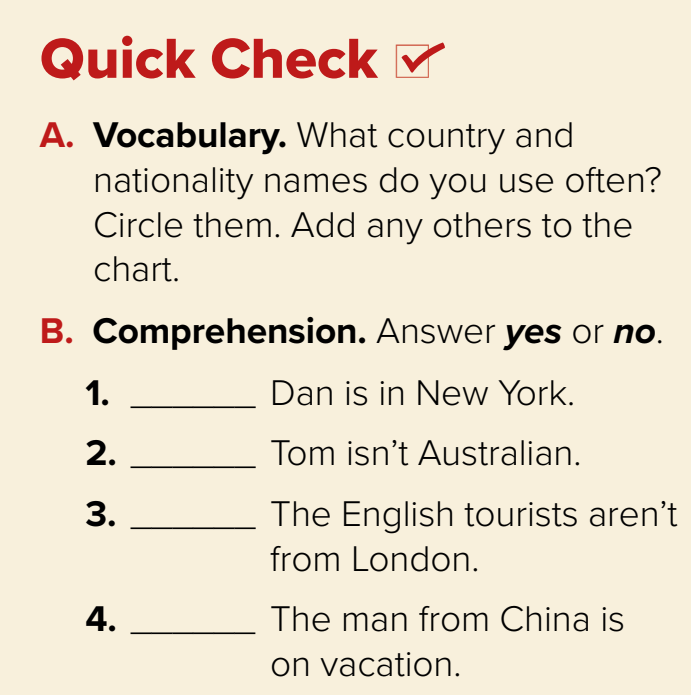 Quick Check
A. Vocabulary. What country and
nationality names do you use often?
Circle them. Add any others to the
chart.
B. Comprehension. Answer yes or no.
1. _______ Dan is in New York.
2. _______ Tom isn’t Australian.
3. _______ The English tourists aren’t
from London.
4. _______ The man from China is
on vacation.